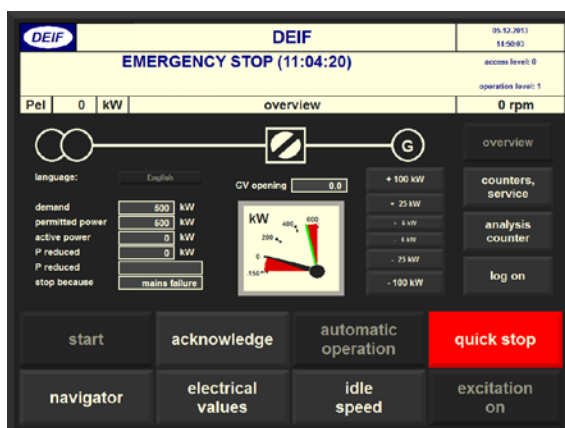 DEIF
DEIF
05.12.2013
11:50:03
EMERGENCY STOP (11:04:20)
access level: 0
operation level: 1
Pel 0 kW overview 0 rpm
G
overview
language: English
GV opening 0.0
+ 100 kW
counters,
service
+ 25 kW
demand 500 kW
permitted power 500 kW
active power 0 kW
P reduced 0 kW
P reduced
stop because mains failure
kW
400
600
200
0
-150
- 25 kW
- 100 kW
analysis
counter
log on
start
acknowledge
automatic
operation
quick stop
navigator
electrical
values
idle
speed
excitation
on